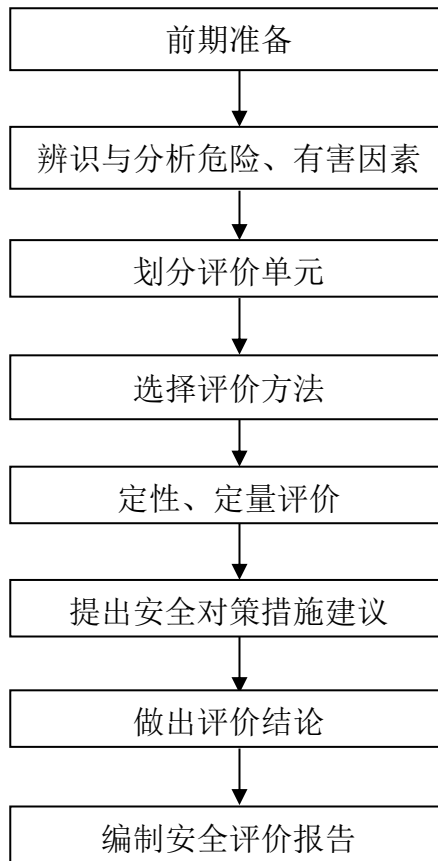 前期准备
辨识与分析危险、有害因素
划分评价单元
选择评价方法
定性、定量评价
提出安全对策措施建议
做出评价结论
编制安全评价报告